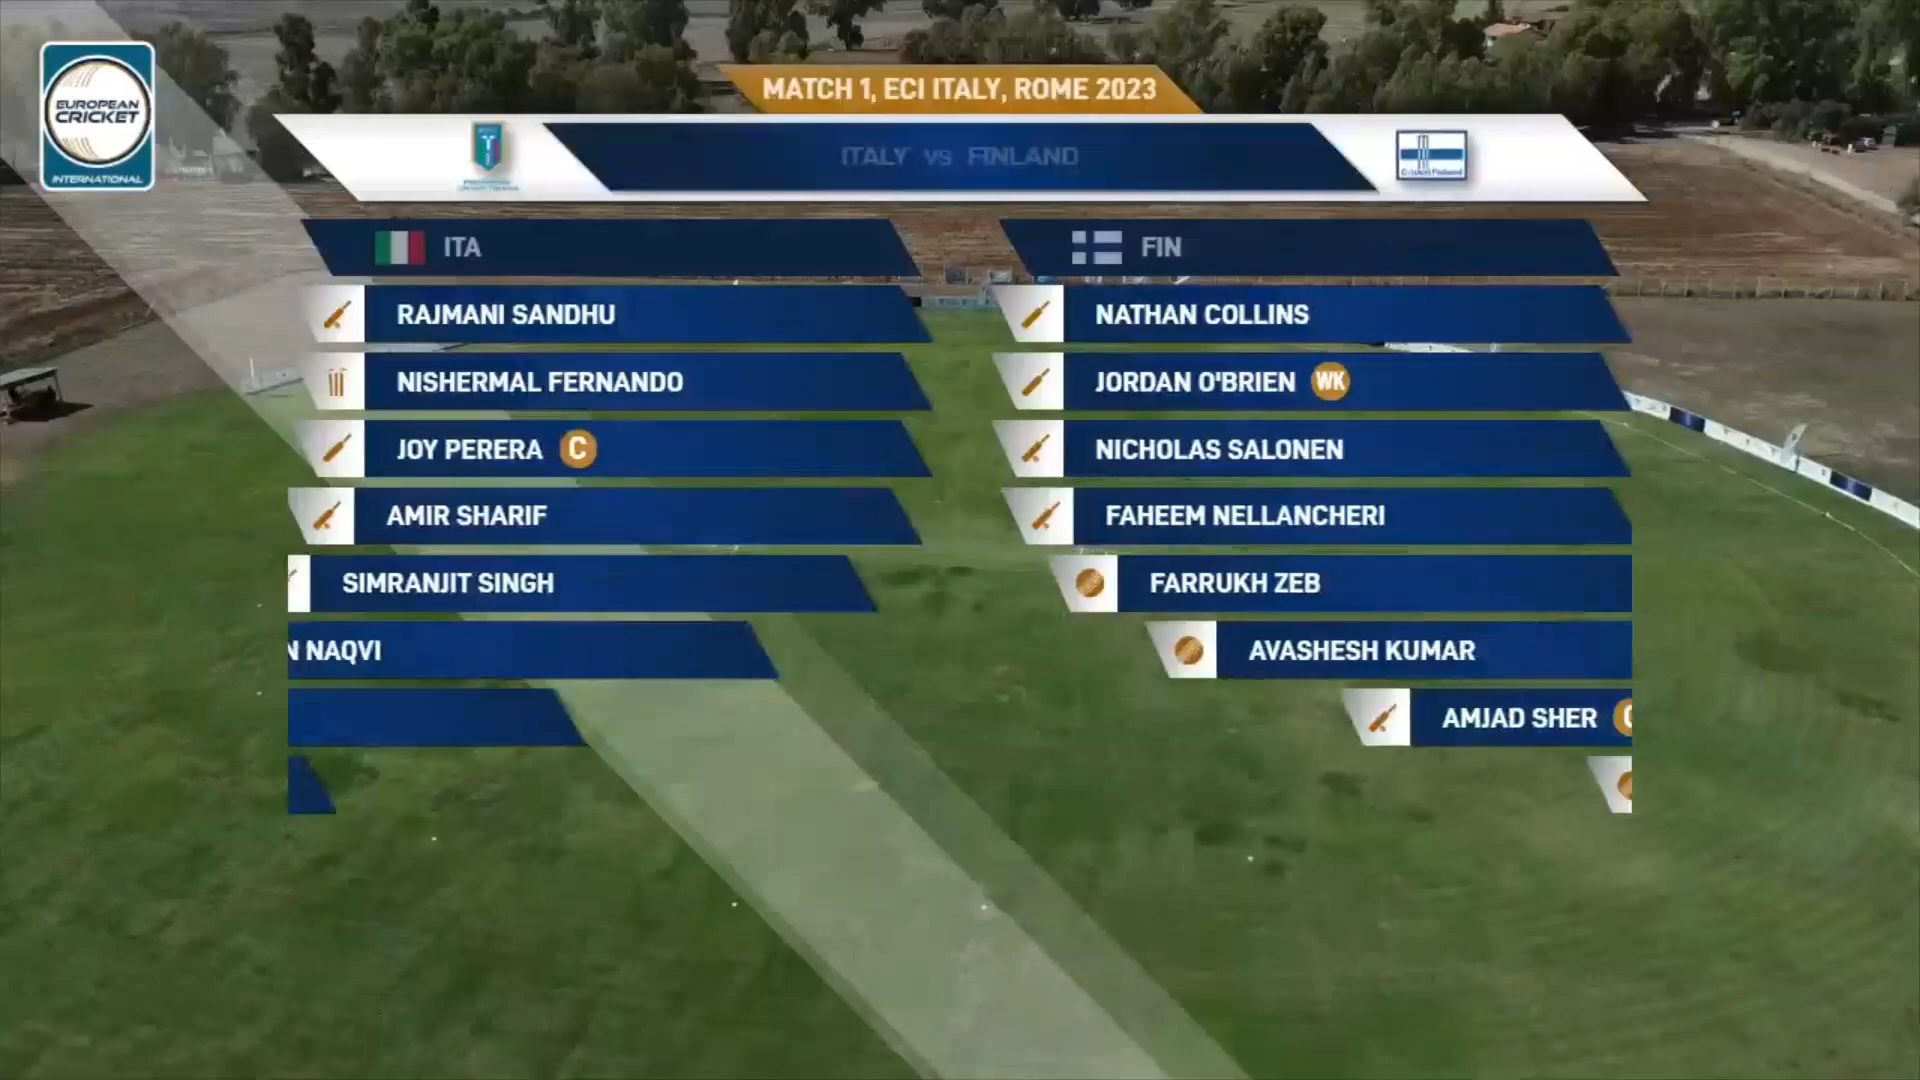 EUROPEAN
CRICKET
INTERNATIONAL
MATCH 1, ECI ITALY, ROME 2023
ITALY vs FINLAND
Cricket Finland
ITA
RAJMANI SANDHU
NISHERMAL FERNANDO
JOY PERERA C
AMIR SHARIF
SIMRANJIT SINGH
N NAQVI
FIN
NATHAN COLLINS
JORDAN O'BRIEN WK
NICHOLAS SALONEN
FAHEEM NELLANCHERI
FARRUKH ZEB
AVASHESH KUMAR
AMJAD SHER